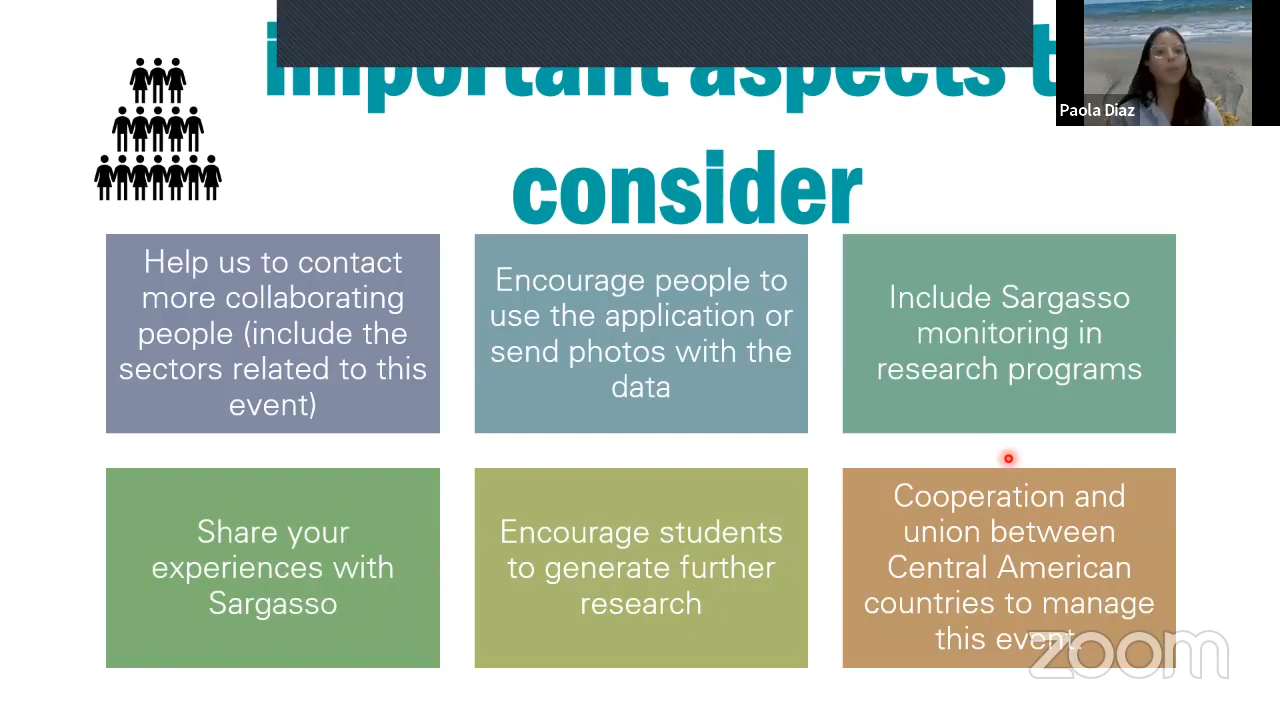 important aspects t
consider
Paola Diaz
Help us to contact
more collaborating
people (include the
sectors related to this
event)
Encourage people to
use the application or
send photos with the
data
Include Sargasso
monitoring in
research programs
Share your
experiences with
Sargasso
Encourage students
to generate further
research
Cooperation and
union between
Central American
countries to manage
this event.
zoom